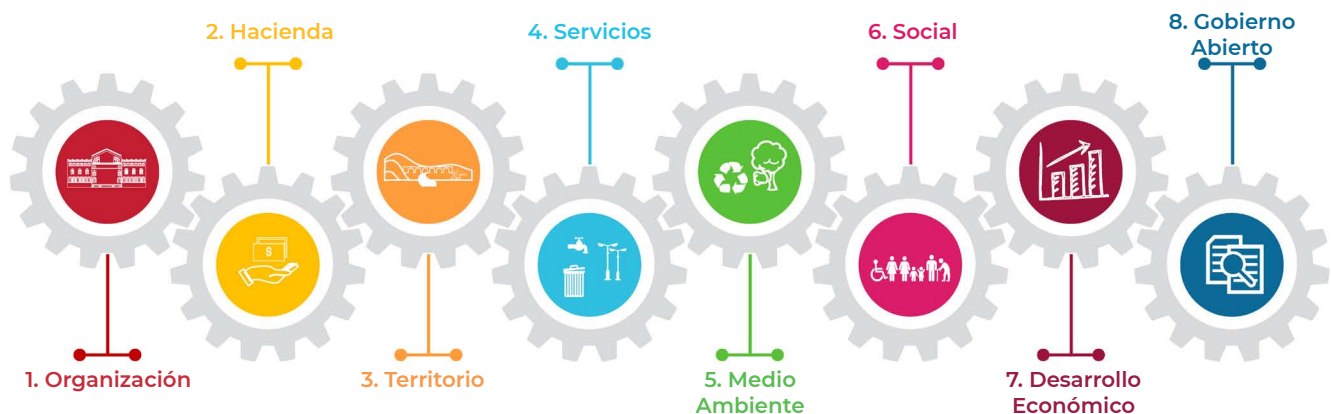 2. Hacienda
4. Servicios
6. Social
8. Gobierno
Abierto
$
1. Organización
3. Territorio
5. Medio
Ambiente
7. Desarrollo
Económico